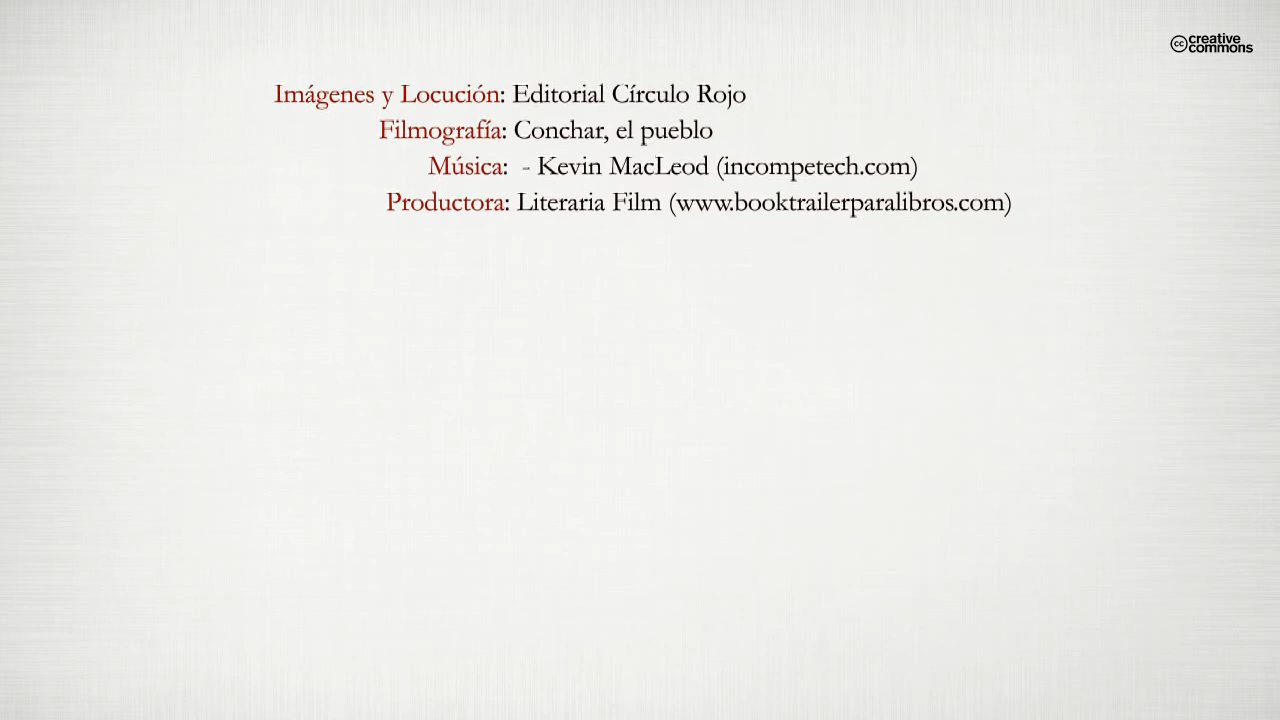 cc creative
commons
Imágenes y Locución: Editorial Círculo Rojo
Filmografía: Conchar, el pueblo
Música: - Kevin MacLeod (incompetech.com)
Productora: Literaria Film (www.booktrailerparalibros.com)